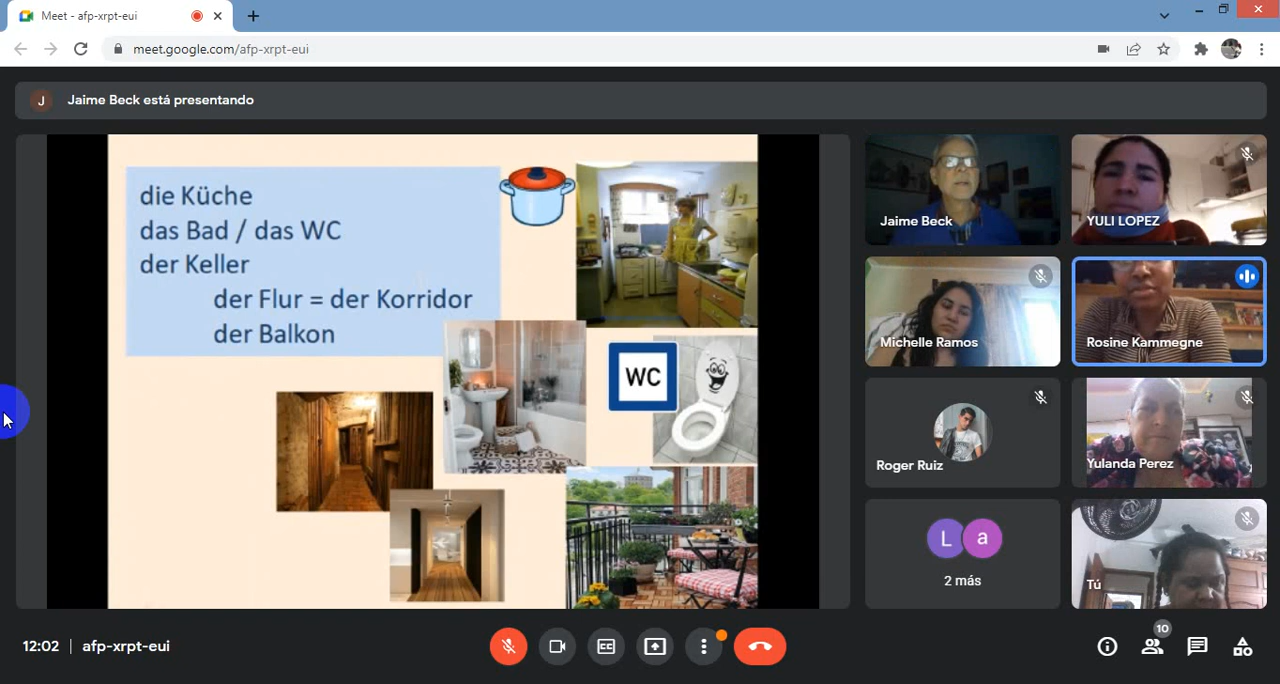 Meet - afp-xrpt-eui
meet.google.com/afp-xrpt-eui
J
Jaime Beck está presentando
die Küche
das Bad / das WC
der Keller
der Flur = der Korridor
der Balkon
WC
Jaime Beck
YULI LOPEZ
Michelle Ramos
Rosine Kammegne
Roger Ruiz
Yulanda Perez
L
a
2 más
Tú
12:02 | afp-xrpt-eui
CC
10